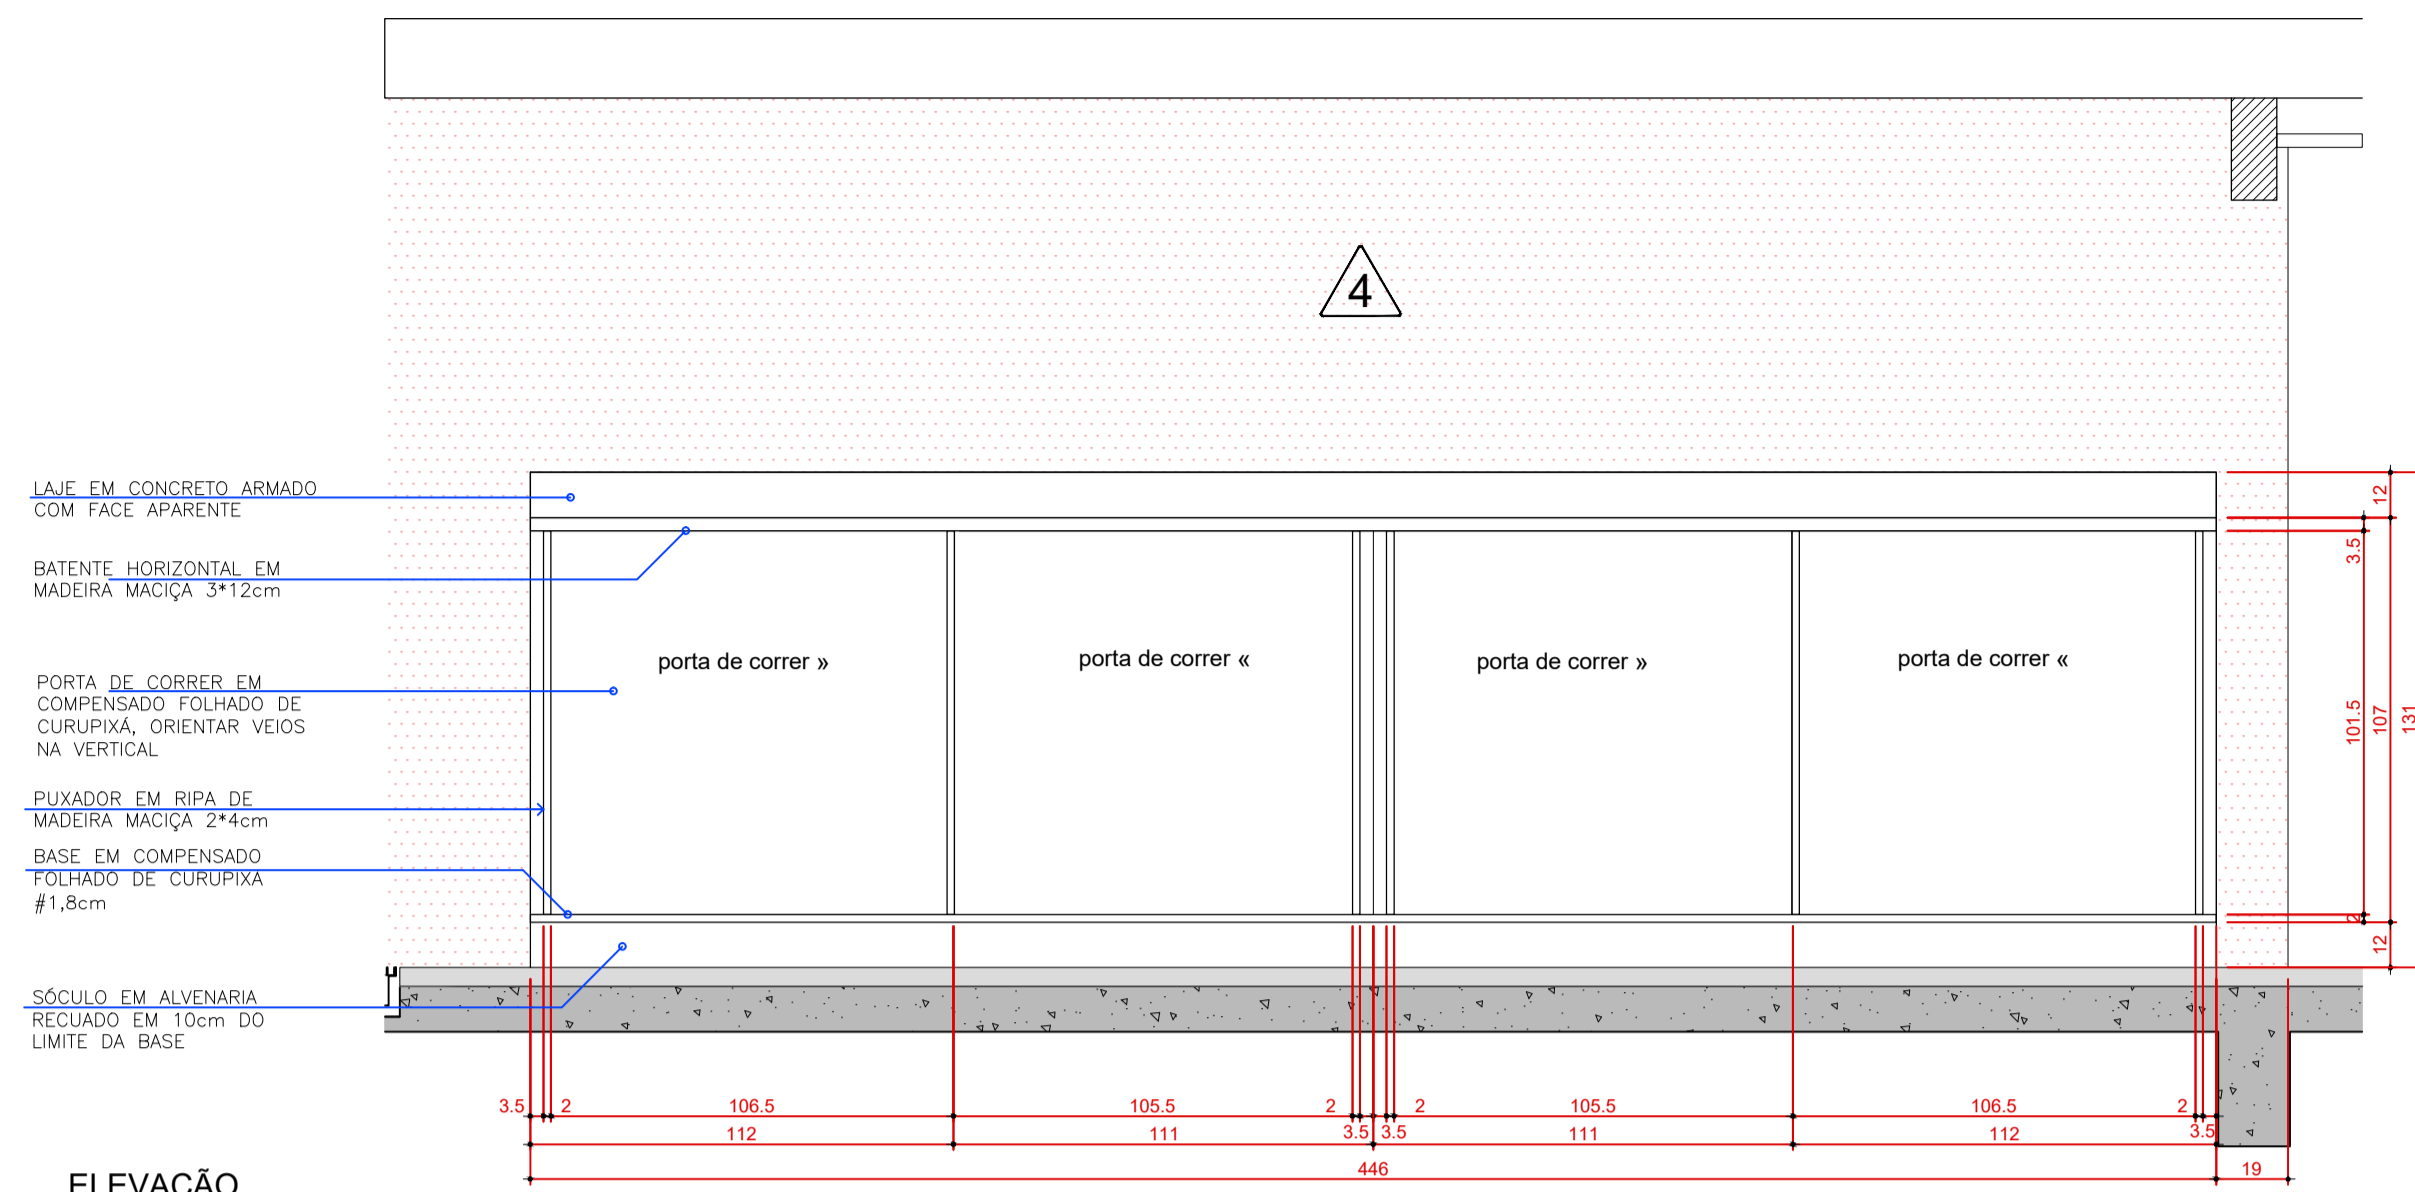 4
LAJE EM CONCRETO ARMADO
COM FACE APARENTE
BATENTE HORIZONTAL EM
MADEIRA MACIÇA 3*12cm
PORTA DE CORRER EM
COMPENSADO FOLHADO DE
CURUPIXÁ, ORIENTAR VEIOS
NA VERTICAL
PUXADOR EM RIPA DE
MADEIRA MACIÇA 2*4cm
BASE EM COMPENSADO
FOLHADO DE CURUPIXA
#1,8cm
SÓCULO EM ALVENARIA
RECUADO EM 10cm DO
LIMITE DA BASE
porta de correr »
porta de correr «
porta de correr »
porta de correr «
12
3.5
101.5
107
131
2
12
3.5 2 106.5 105.5 2 2 105.5 106.5 2
112 111 3.5 3.5 111 112 3.5
446 19
ELEVAÇÃO